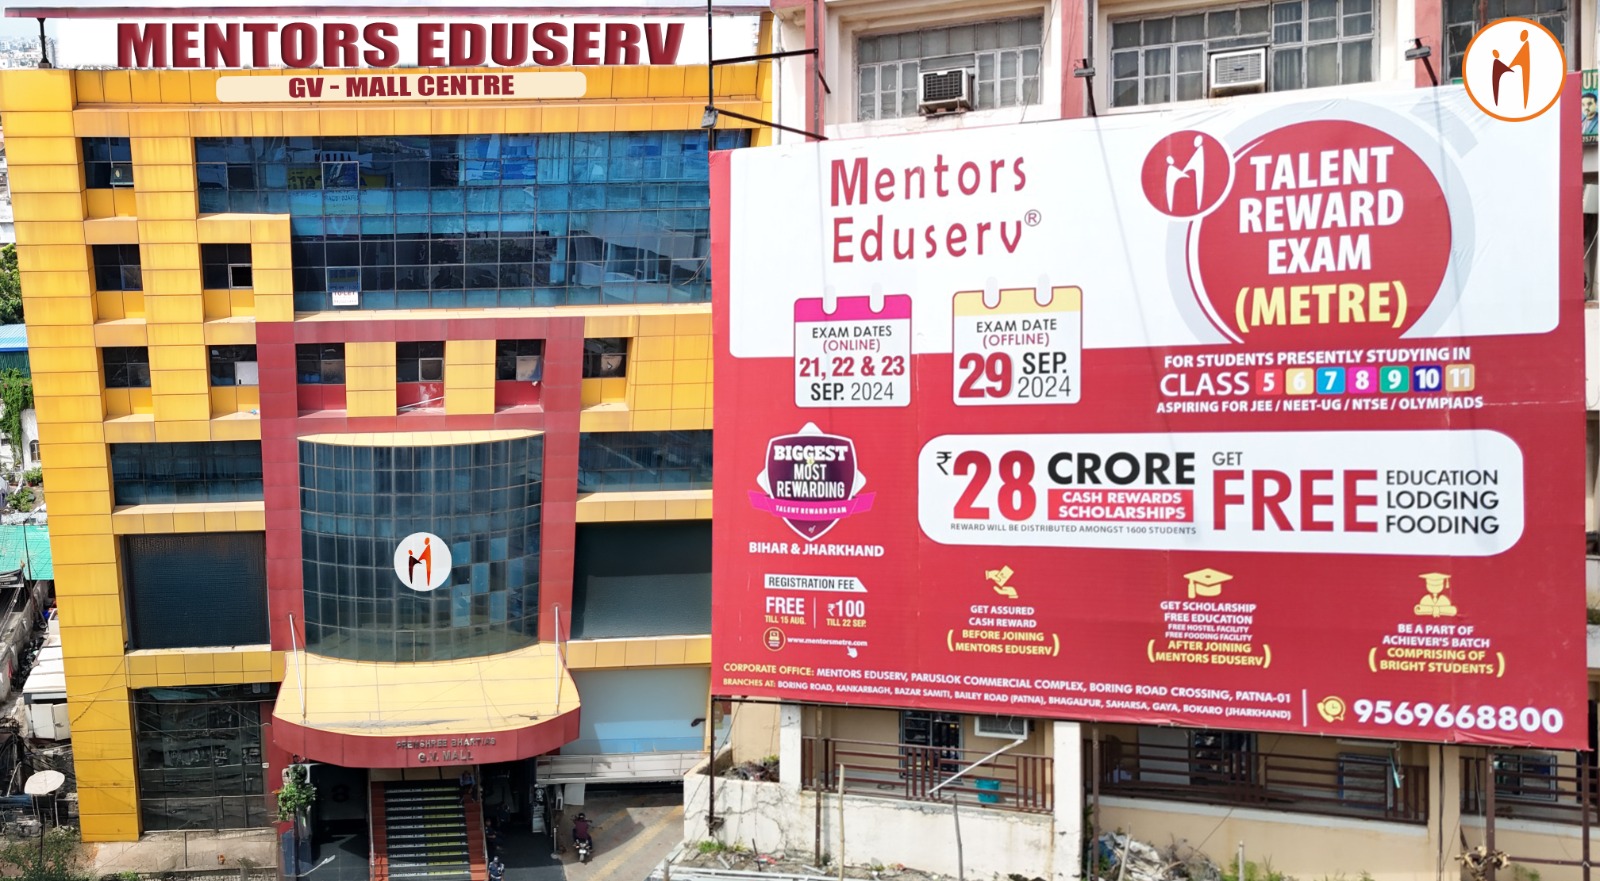 MENTORS EDUSERV
GV - MALL CENTRE
PREMSHREE BHARTIAS
G.V. MALL
TO-LET
Mentors
Eduserv®
TALENT
REWARD
EXAM
(METRE)
EXAM DATES
(ONLINE)
21, 22 & 23
SEP. 2024
EXAM DATE
(OFFLINE)
29 SEP.
2024
FOR STUDENTS PRESENTLY STUDYING IN
CLASS 5 6 7 8 9 10 11
ASPIRING FOR JEE / NEET-UG / NTSE / OLYMPIADS
BIGGEST
MOST
REWARDING
TALENT REWARD EXAM
of
BIHAR & JHARKHAND
₹28 CRORE
CASH REWARDS
SCHOLARSHIPS
REWARD WILL BE DISTRIBUTED AMONGST 1600 STUDENTS
GET
FREE
EDUCATION
LODGING
FOODING
REGISTRATION FEE
FREE
TILL 15 AUG.
₹100
TILL 22 SEP.
www.mentorsmetre.com
GET ASSURED
CASH REWARD
(BEFORE JOINING
MENTORS EDUSERV)
GET SCHOLARSHIP
FREE EDUCATION
FREE HOSTEL FACILITY
FREE FOODING FACILITY
(AFTER JOINING
MENTORS EDUSERV)
BE A PART OF
ACHIEVER'S BATCH
(COMPRISING OF
BRIGHT STUDENTS)
CORPORATE OFFICE: MENTORS EDUSERV, PARUSLOK COMMERCIAL COMPLEX, BORING ROAD CROSSING, PATNA-01
BRANCHES AT: BORING ROAD, KANKARBAGH, BAZAR SAMITI, BAILEY ROAD (PATNA), BHAGALPUR, SAHARSA, GAYA, BOKARO (JHARKHAND)
9569668800